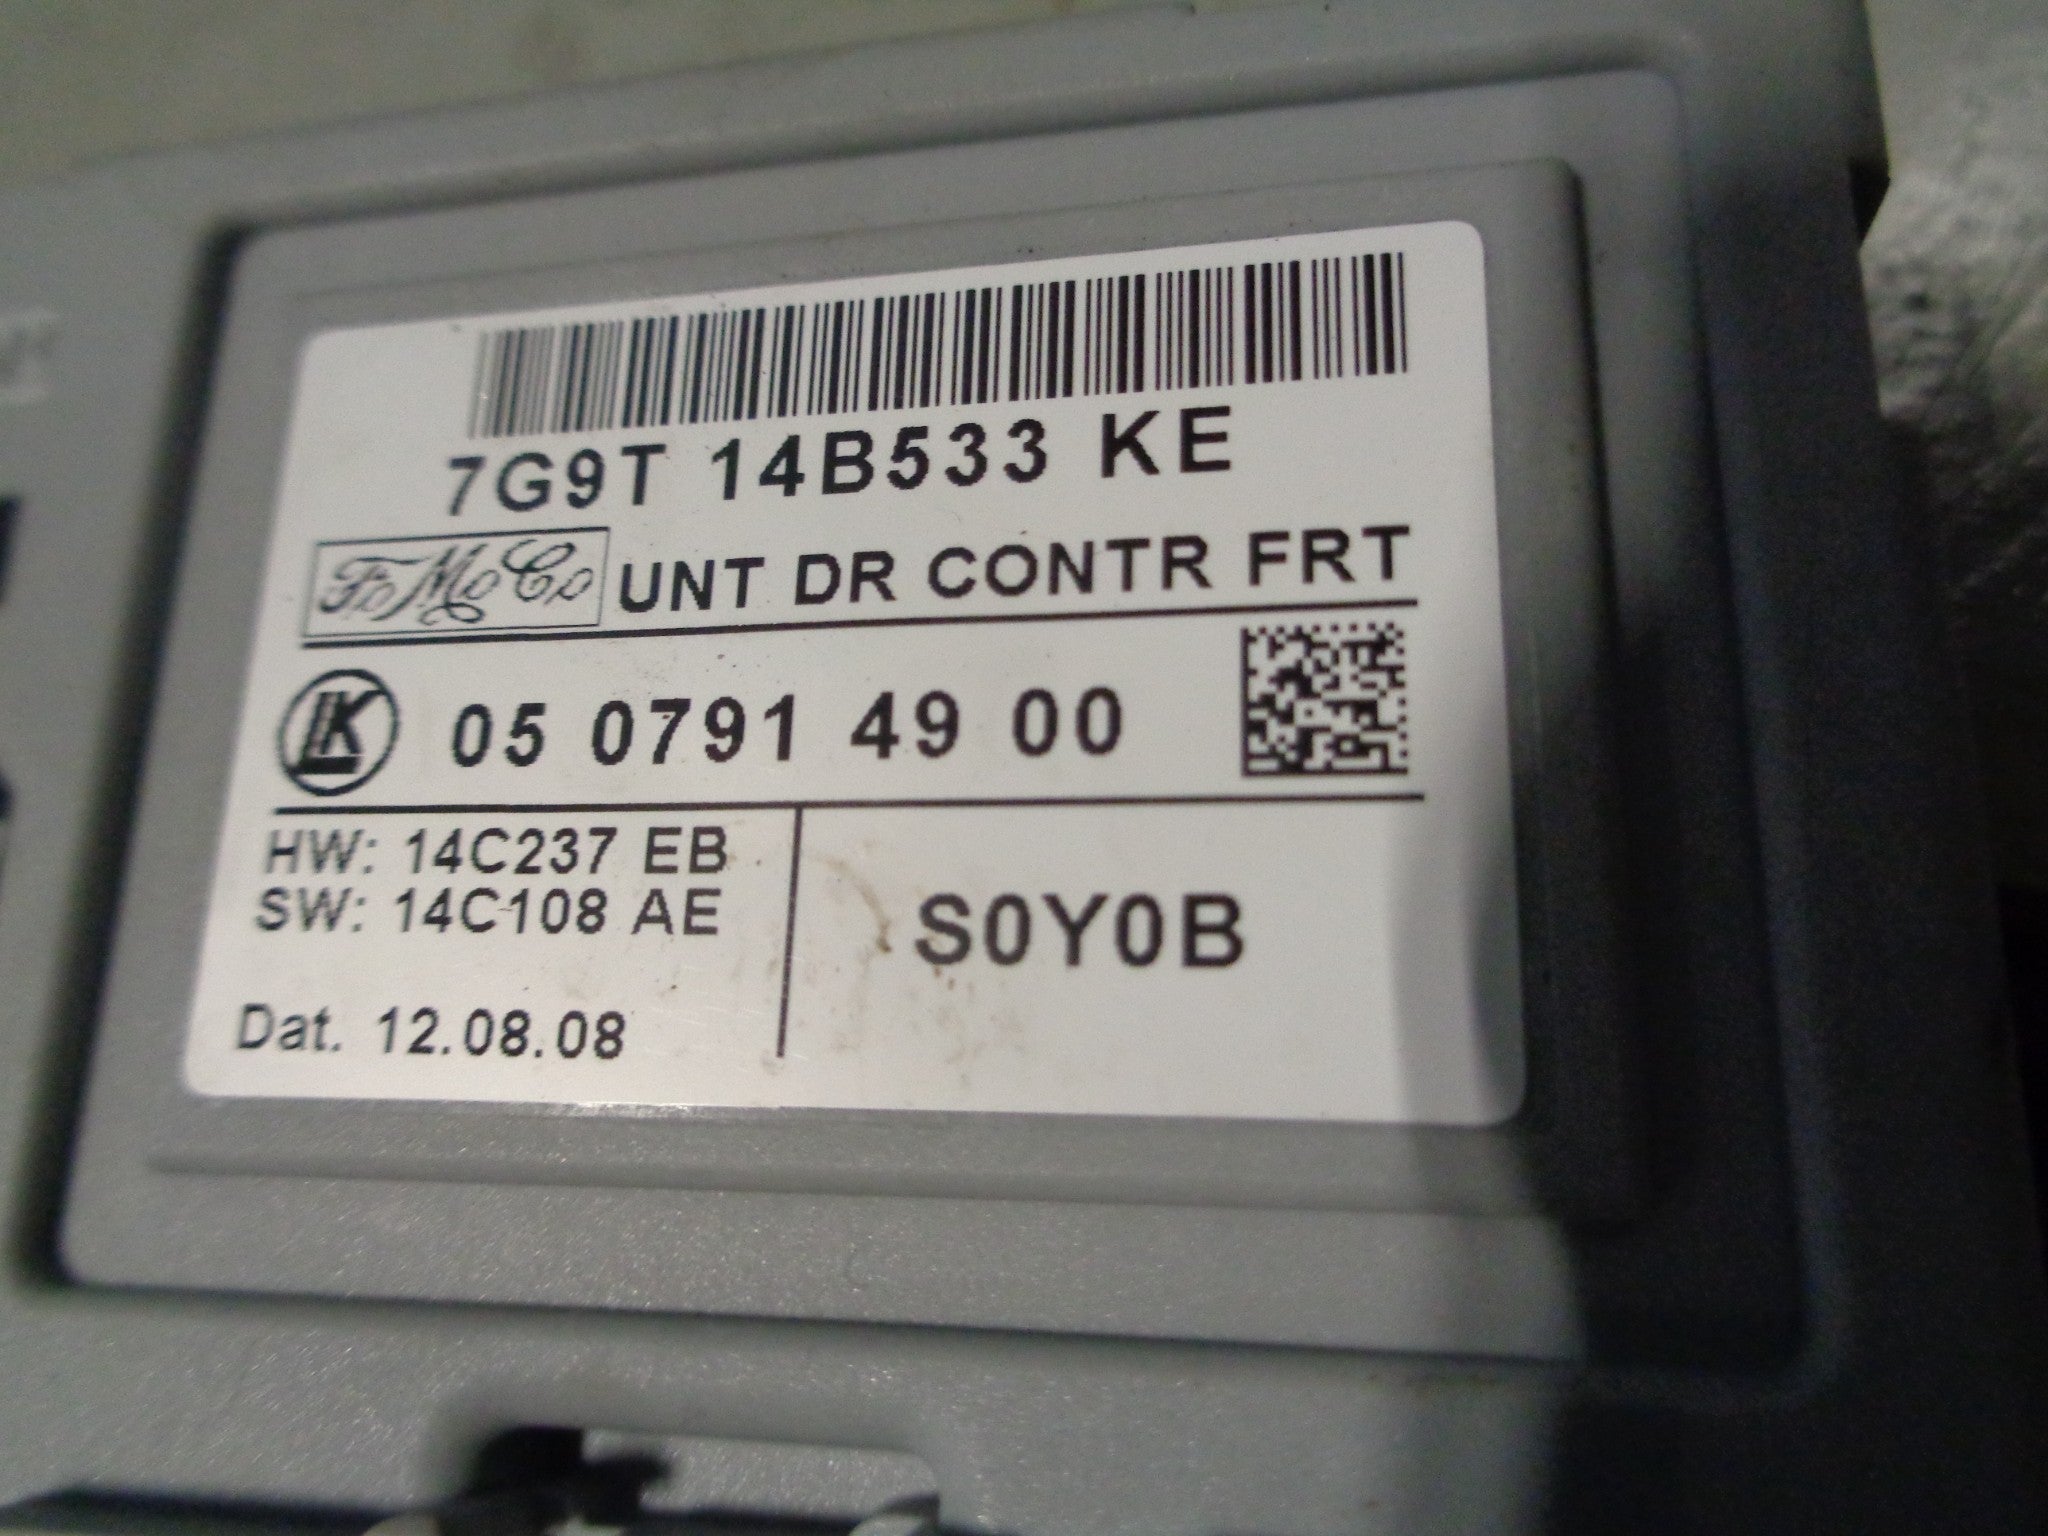 7G9T 14B533 KE
FoMoCo UNT DR CONTR FRT
LK 05 0791 49 00
HW: 14C237 EB
SW: 14C108 AE
S0Y0B
Dat. 12.08.08